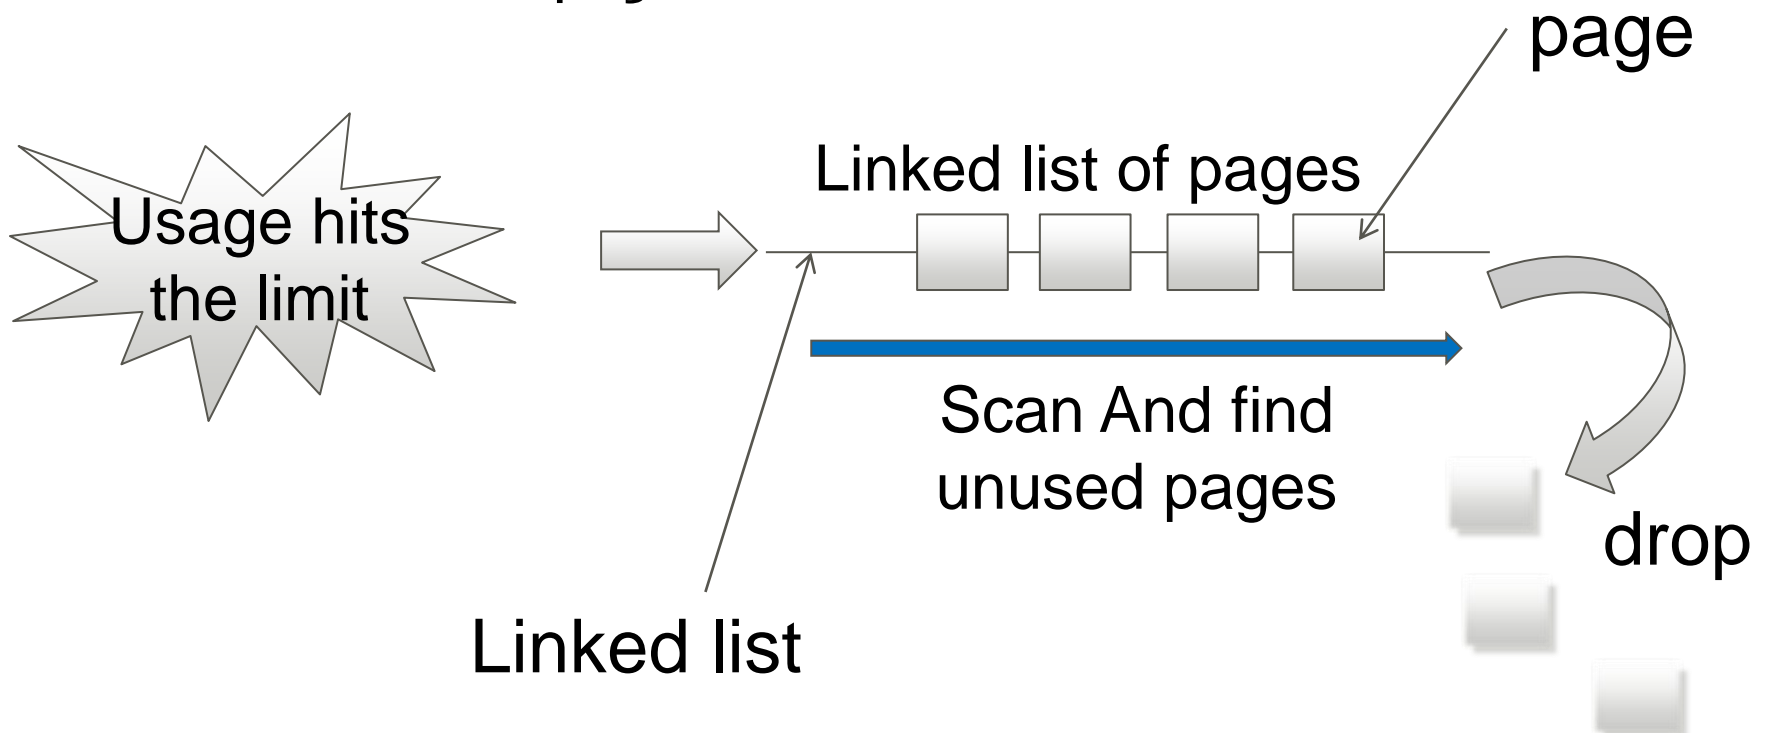 page
Linked list of pages
Usage hits
the limit
Scan And find
unused pages
drop
Linked list